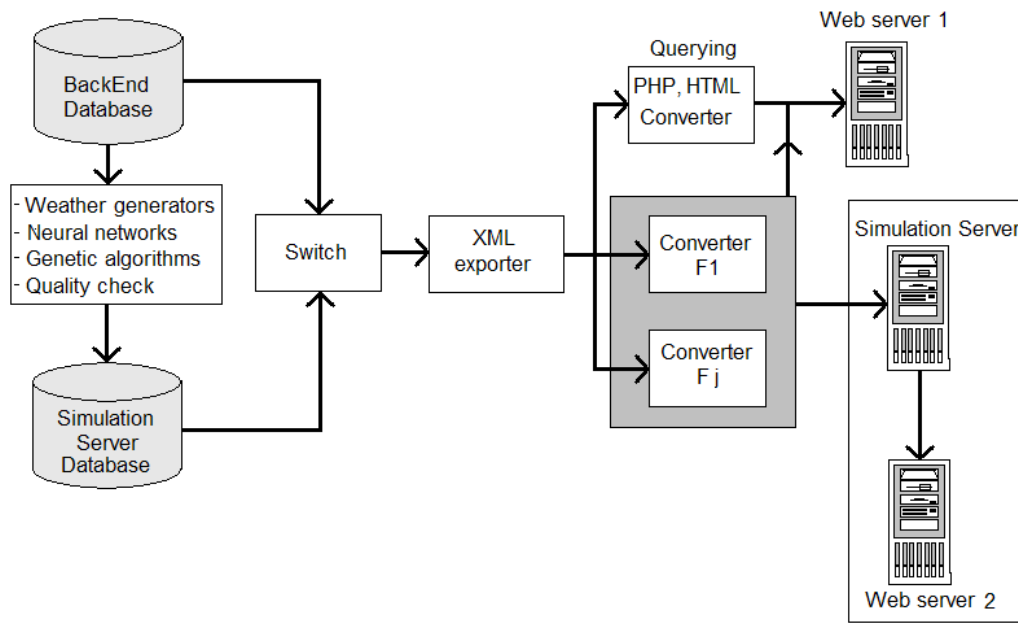 BackEnd
Database
- Weather generators
- Neural networks
- Genetic algorithms
- Quality check
Simulation
Server
Database
Switch
XML
exporter
Querying
PHP, HTML
Converter
Converter
F1
Converter
F j
Web server 1
Simulation Server
Web server 2